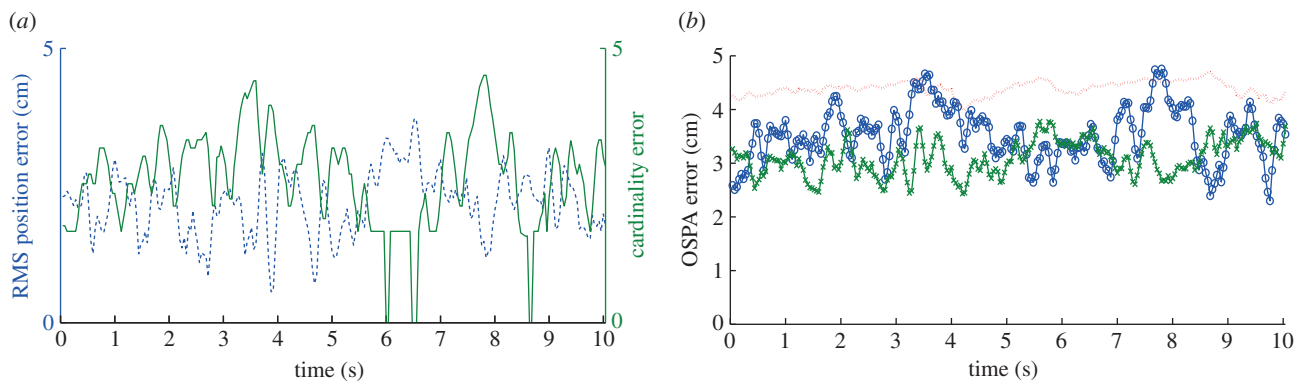 (a)
5
5
RMS position error (cm)
cardinality error
0
0
0 1 2 3 4 5 6 7 8 9 10
time (s)
(b)
5
4
3
2
1
0
OSPA error (cm)
0 1 2 3 4 5 6 7 8 9 10
time (s)